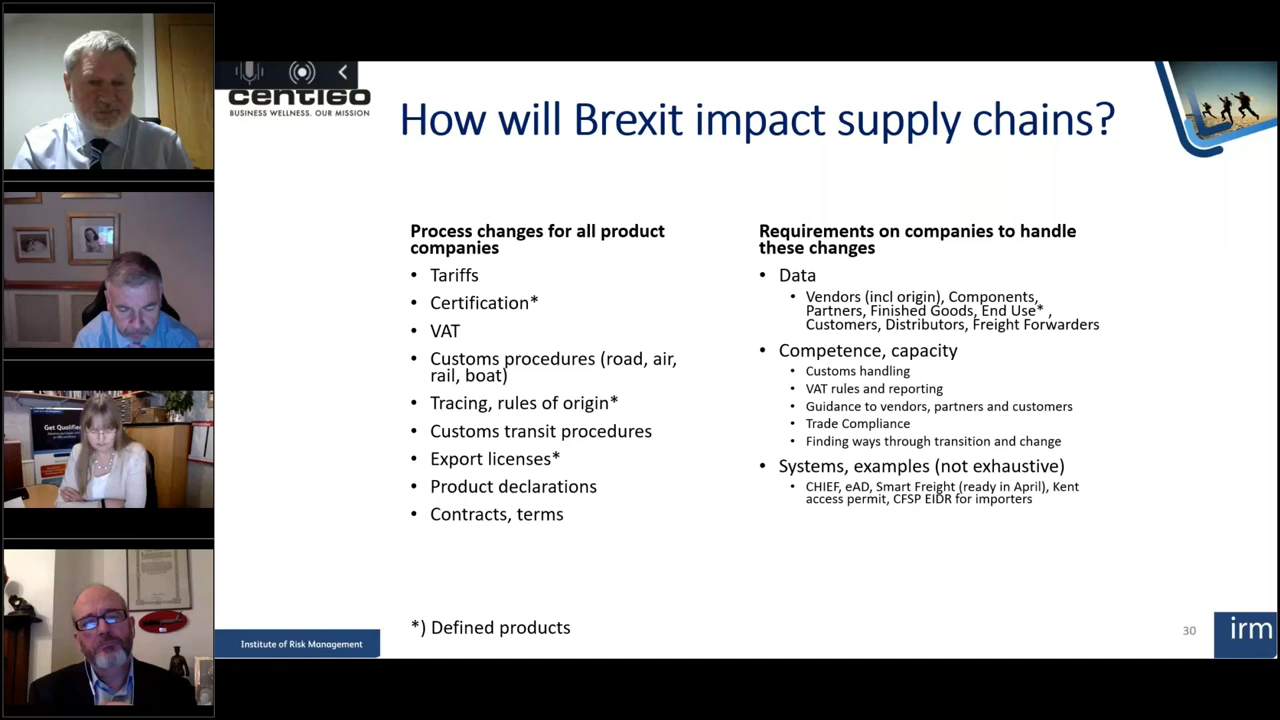 centigo
BUSINESS WELLNESS. OUR MISSION
How will Brexit impact supply chains?
Process changes for all product
companies
• Tariffs
• Certification*
• VAT
• Customs procedures (road, air,
rail, boat)
• Tracing, rules of origin*
• Customs transit procedures
• Export licenses*
• Product declarations
• Contracts, terms
*) Defined products
Requirements on companies to handle
these changes
• Data
• Vendors (incl origin), Components,
Partners, Finished Goods, End Use* ,
Customers, Distributors, Freight Forwarders
• Competence, capacity
• Customs handling
• VAT rules and reporting
• Guidance to vendors, partners and customers
• Trade Compliance
• Finding ways through transition and change
• Systems, examples (not exhaustive)
• CHIEF, eAD, Smart Freight (ready in April), Kent
access permit, CFSP EIDR for importers
Institute of Risk Management
30
irm
Get Qualified